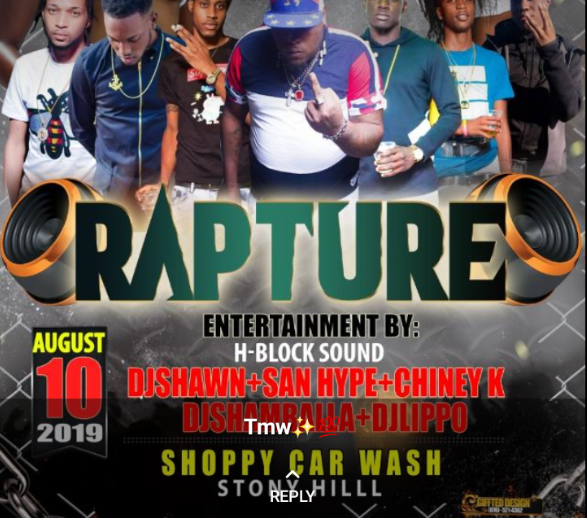 RAPTURE
ENTERTAINMENT BY:
H-BLOCK SOUND
AUGUST
10
2019
DJSHAWN+SAN HYPE+CHINEY K
DJSHAMBALLA+DJLIPPO
Tmw✨
SHOPPY CAR WASH
STONY HILLL
REPLY
GIFTED DESIGN